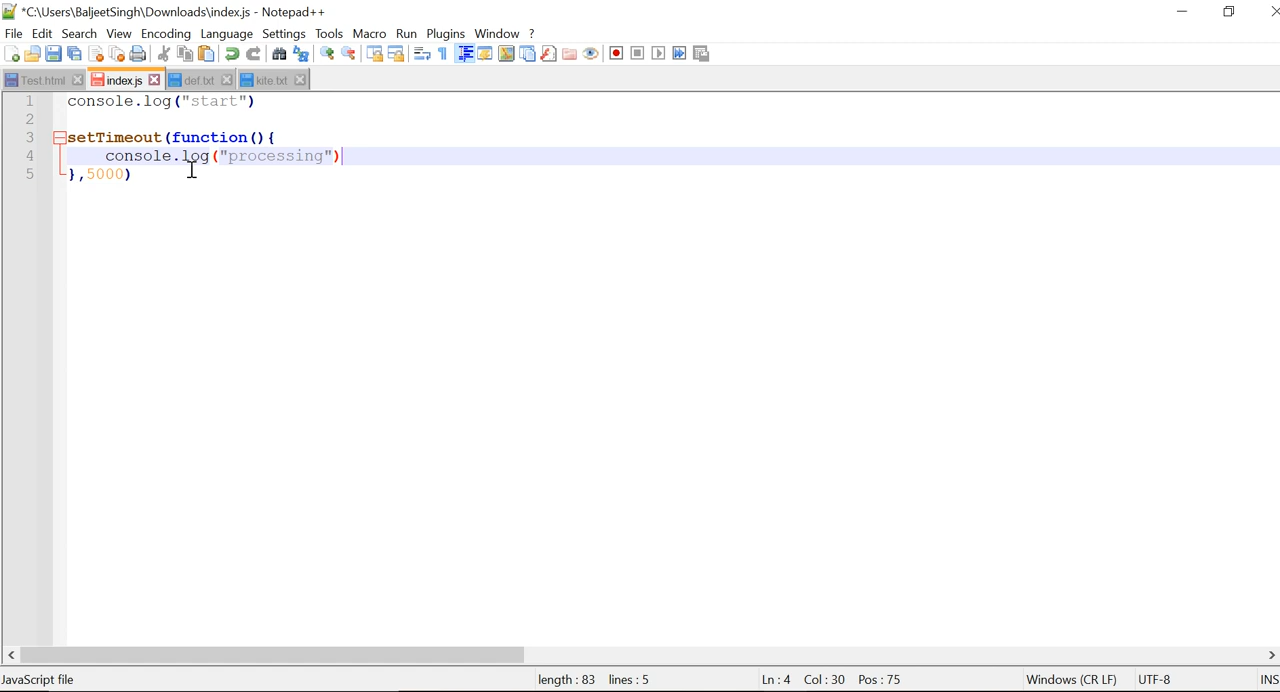 *C:\Users\BaljeetSingh\Downloads\index.js - Notepad++
File Edit Search View Encoding Language Settings Tools Macro Run Plugins Window ?
Test.html index.js def.txt kite.txt
1 console.log("start")
2
3 setTimeout(function(){
4 console.log("processing")
5 },5000)
JavaScript file length : 83 lines : 5 Ln : 4 Col : 30 Pos : 75 Windows (CR LF) UTF-8 INS